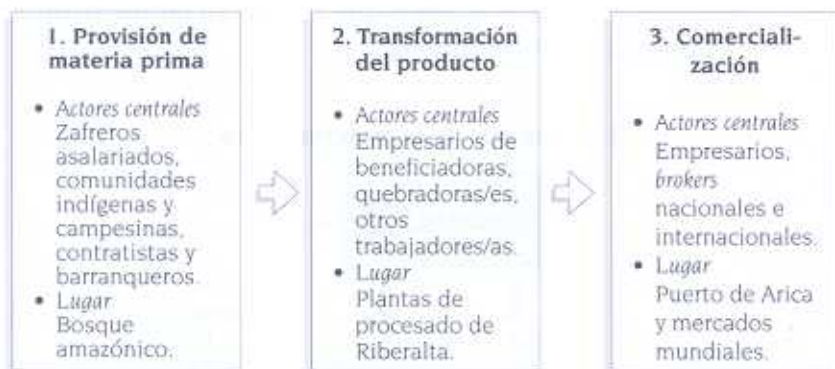 1. Provisión de
materia prima
• Actores centrales
Zafreros
asalariados,
comunidades
indígenas y
campesinas,
contratistas y
barranqueros.
• Lugar
Bosque
amazónico.
2. Transformación
del producto
• Actores centrales
Empresarios de
beneficiadoras,
quebradoras/es,
otros
trabajadores/as.
• Lugar
Plantas de
procesado de
Riberalta.
3. Comerciali-
zación
• Actores centrales
Empresarios,
brokers
nacionales e
internacionales.
• Lugar
Puerto de Arica
y mercados
mundiales.